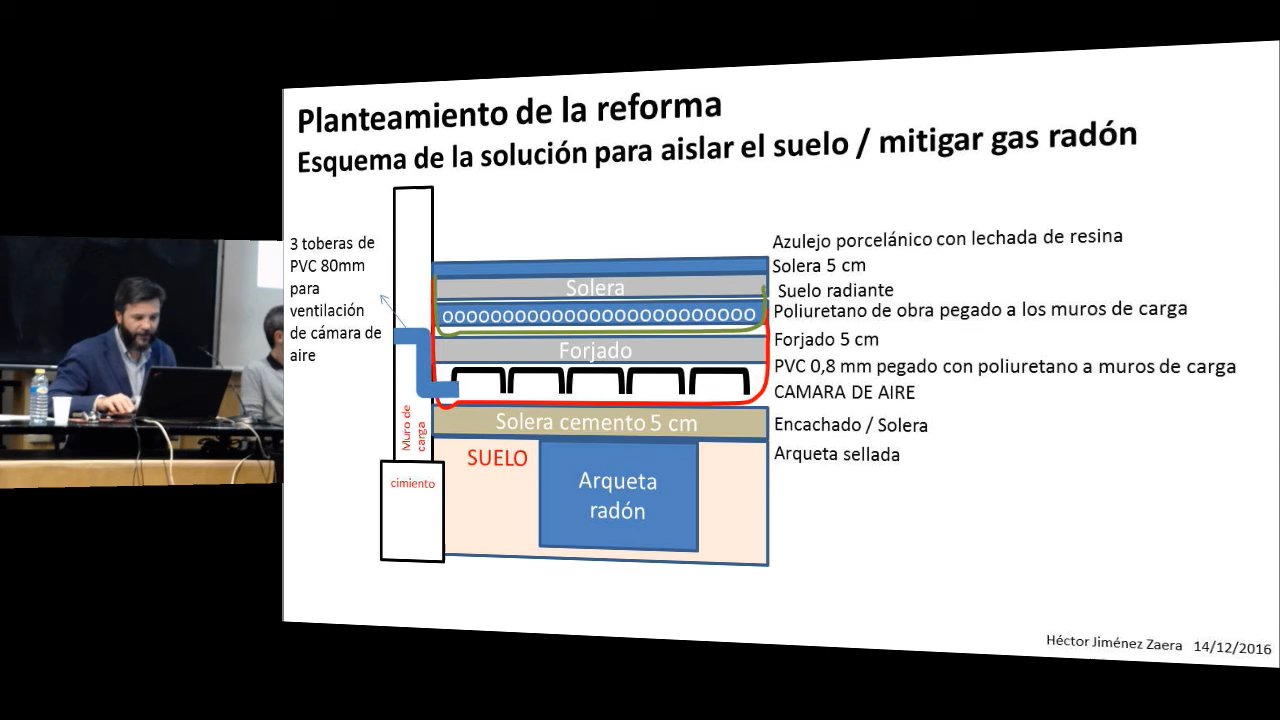 Planteamiento de la reforma
Esquema de la solución para aislar el suelo / mitigar gas radón
3 toberas de
PVC 80mm
para
ventilación
de cámara de
aire
Azulejo porcelánico con lechada de resina
Solera 5 cm
Solera
Suelo radiante
ooooooooooooooooooooooooo
Poliuretano de obra pegado a los muros de carga
Forjado 5 cm
Forjado
PVC 0,8 mm pegado con poliuretano a muros de carga
CAMARA DE AIRE
Solera cemento 5 cm
Encachado / Solera
Muro de
carga
SUELO
Arqueta sellada
cimiento
Arqueta
radón
Héctor Jiménez Zaera 14/12/2016